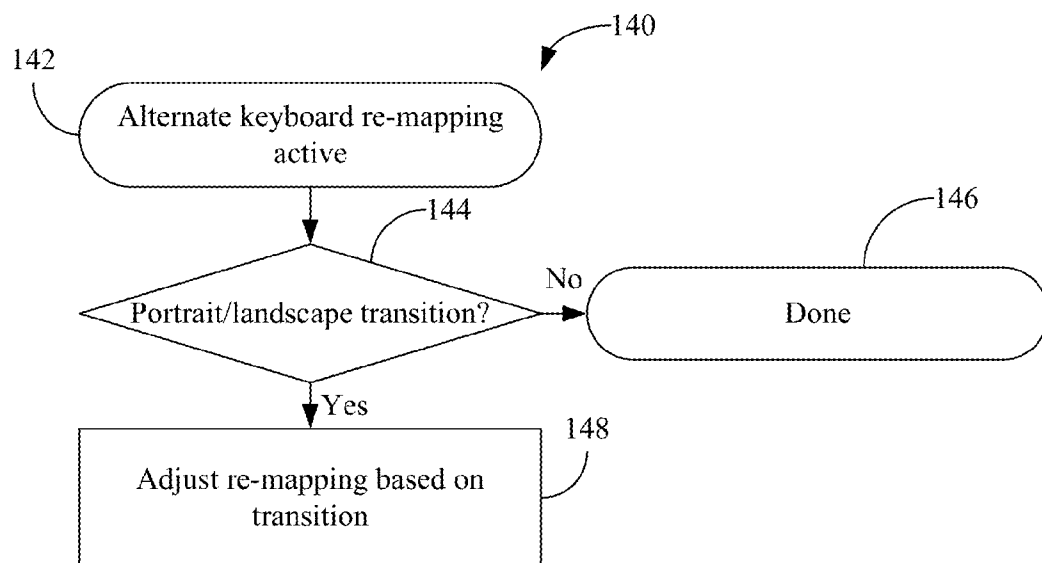 140
142
Alternate keyboard re-mapping
active
144
146
Portrait/landscape transition?
No
Done
Yes
148
Adjust re-mapping based on
transition